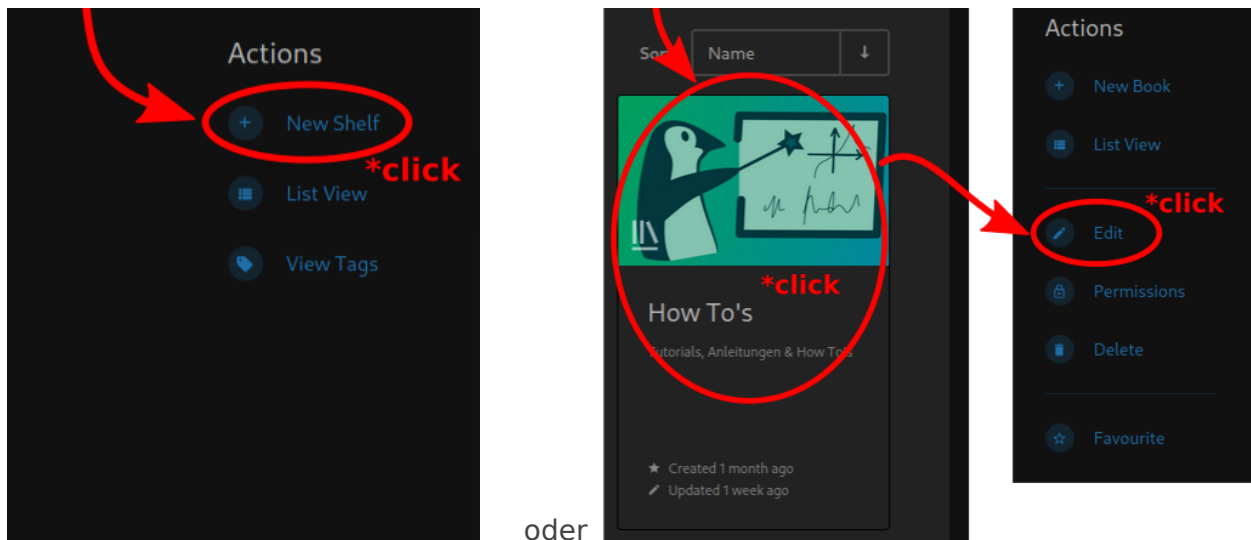 Actions
New Shelf
*click
List View
View Tags
oder
Sort
Name
*click
How To's
Tutorials, Anleitungen & How To's
Created 1 month ago
Updated 1 week ago
Actions
New Book
List View
*click
Edit
Permissions
Delete
Favourite